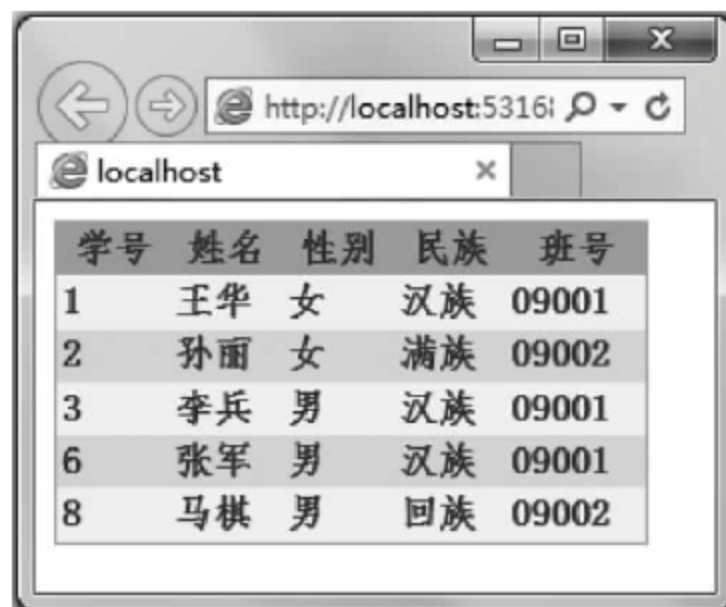 http://localhost:5316
localhost
学号 姓名 性别 民族 班号
1 王华 女 汉族 09001
2 孙丽 女 满族 09002
3 李兵 男 汉族 09001
6 张军 男 汉族 09001
8 马棋 男 回族 09002